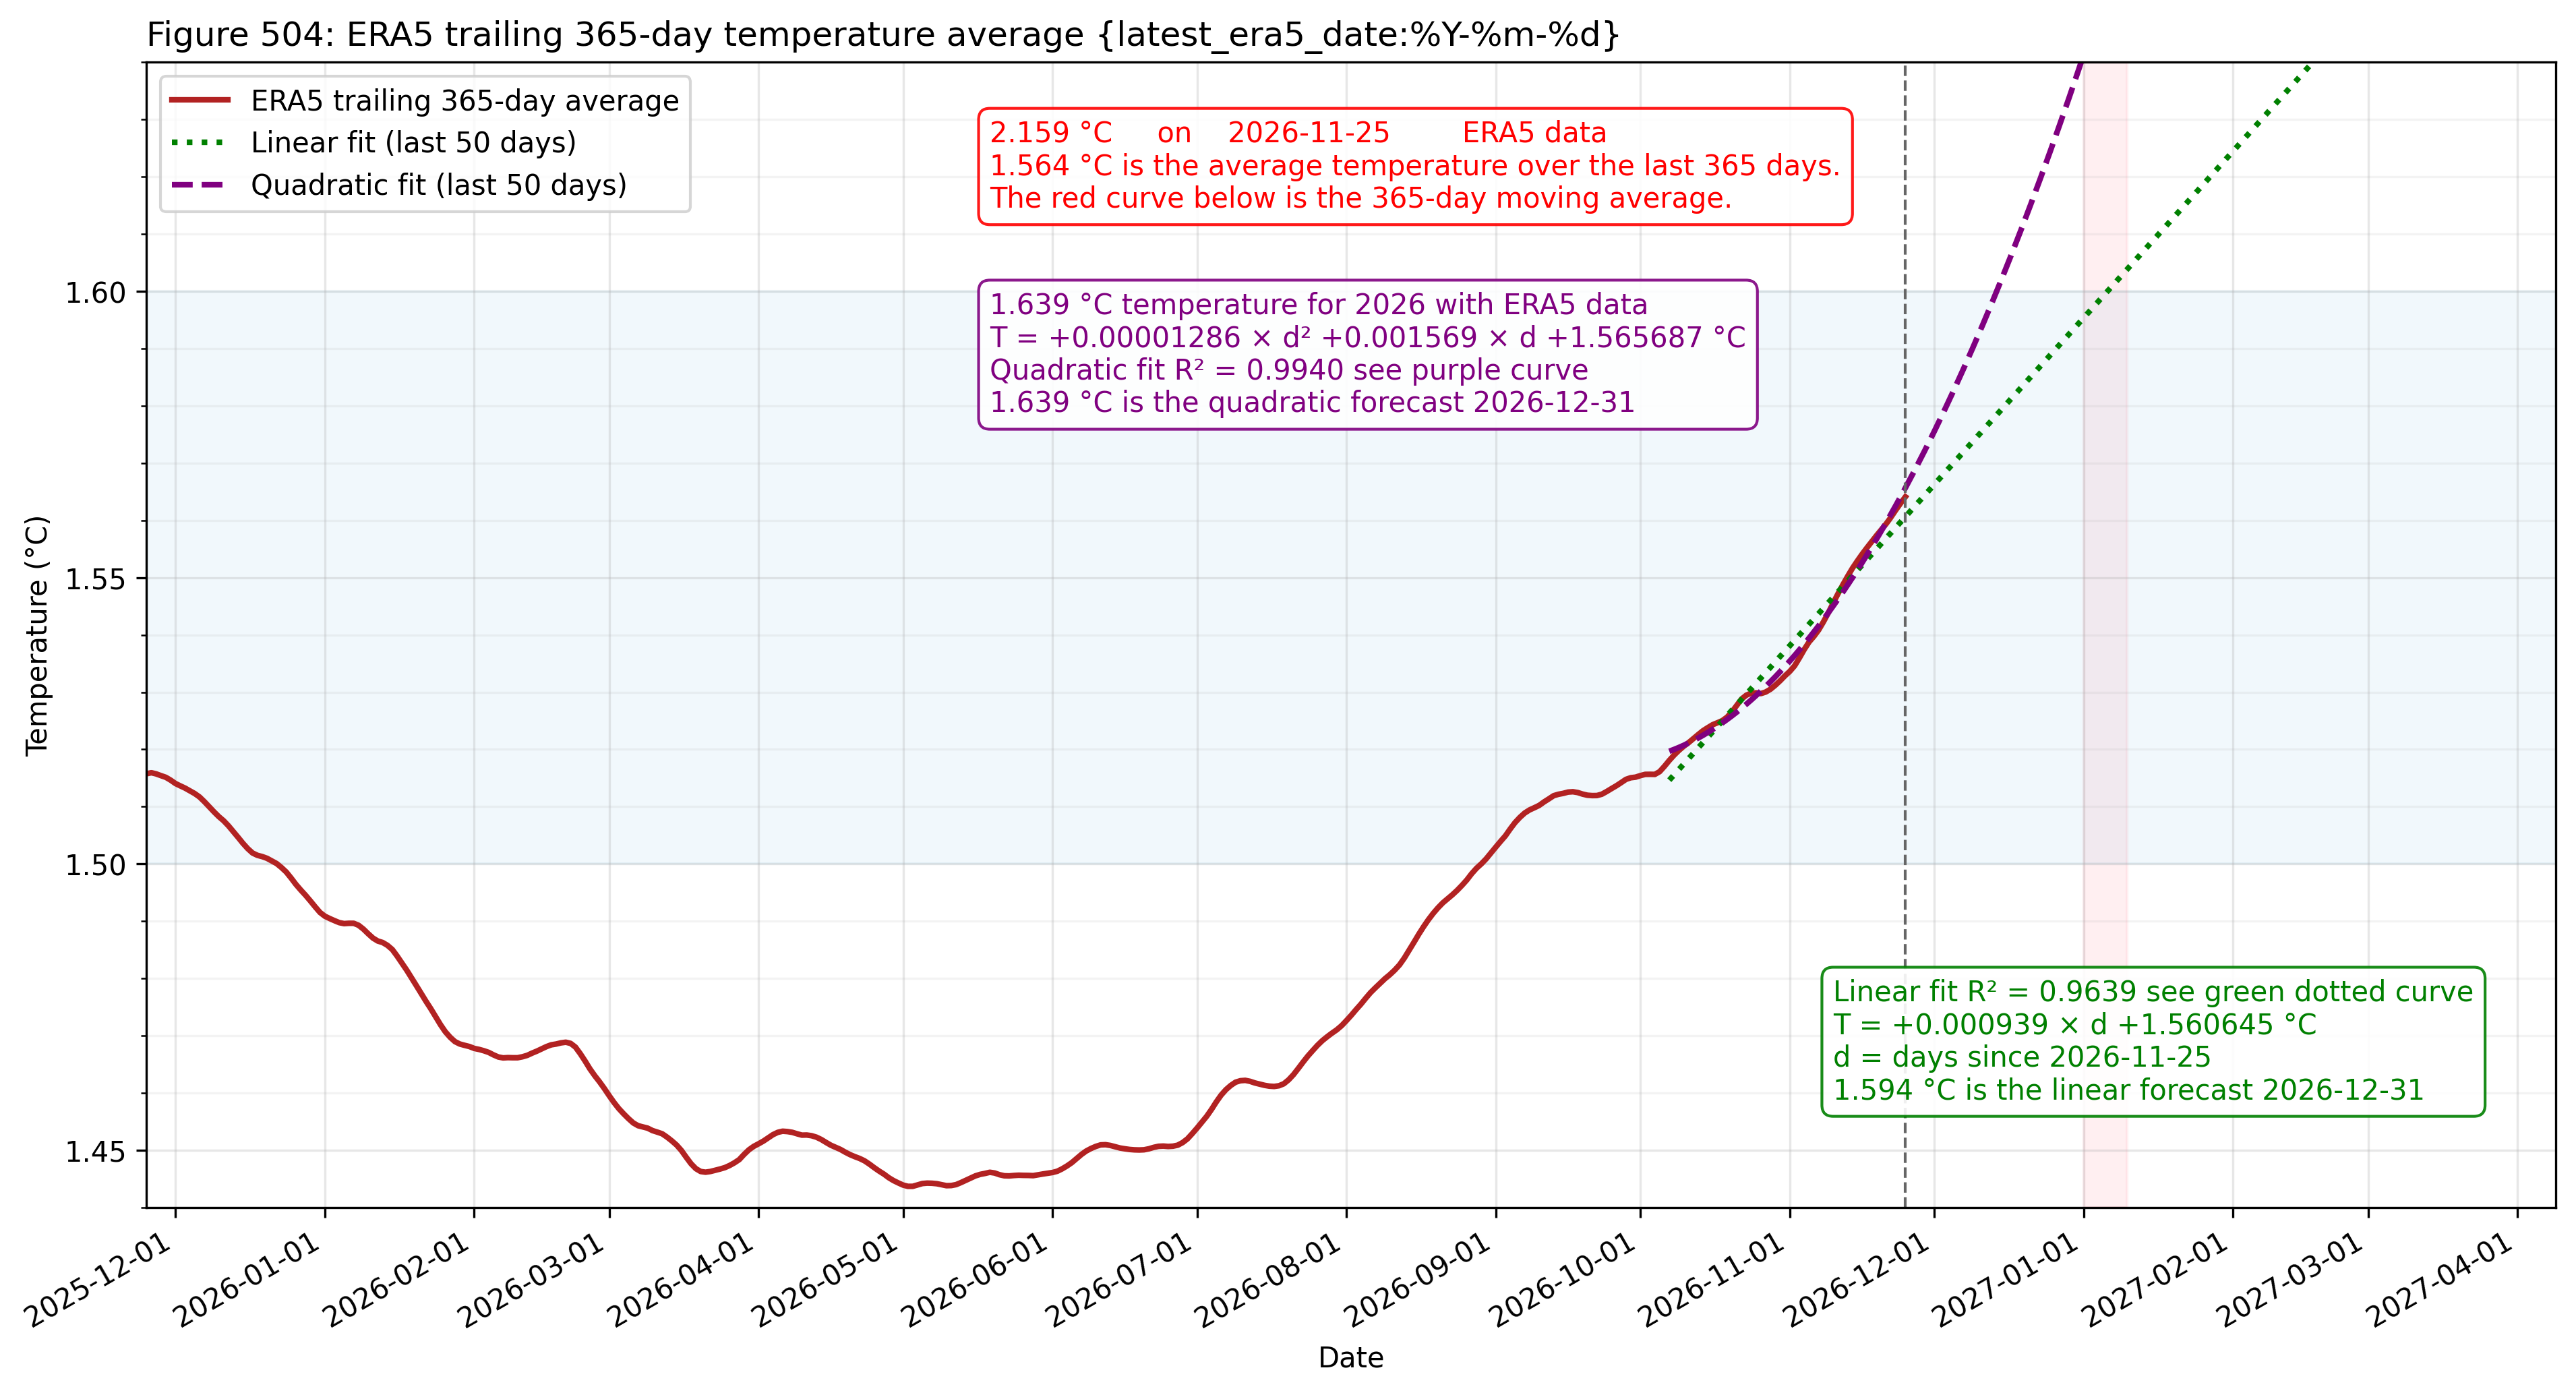 Figure 504: ERA5 trailing 365-day temperature average {latest_era5_date:%Y-%m-%d}
ERA5 trailing 365-day average
Linear fit (last 50 days)
Quadratic fit (last 50 days)
2.159 °C on 2026-11-25 ERA5 data
1.564 °C is the average temperature over the last 365 days.
The red curve below is the 365-day moving average.
1.639 °C temperature for 2026 with ERA5 data
T = +0.00001286 × d² +0.001569 × d +1.565687 °C
Quadratic fit R² = 0.9940 see purple curve
1.639 °C is the quadratic forecast 2026-12-31
Linear fit R² = 0.9639 see green dotted curve
T = +0.000939 × d +1.560645 °C
d = days since 2026-11-25
1.594 °C is the linear forecast 2026-12-31
Temperature (°C)
1.60
1.55
1.50
1.45
2025-12-01
2026-01-01
2026-02-01
2026-03-01
2026-04-01
2026-05-01
2026-06-01
2026-07-01
2026-08-01
2026-09-01
2026-10-01
2026-11-01
2026-12-01
2027-01-01
2027-02-01
2027-03-01
2027-04-01
Date